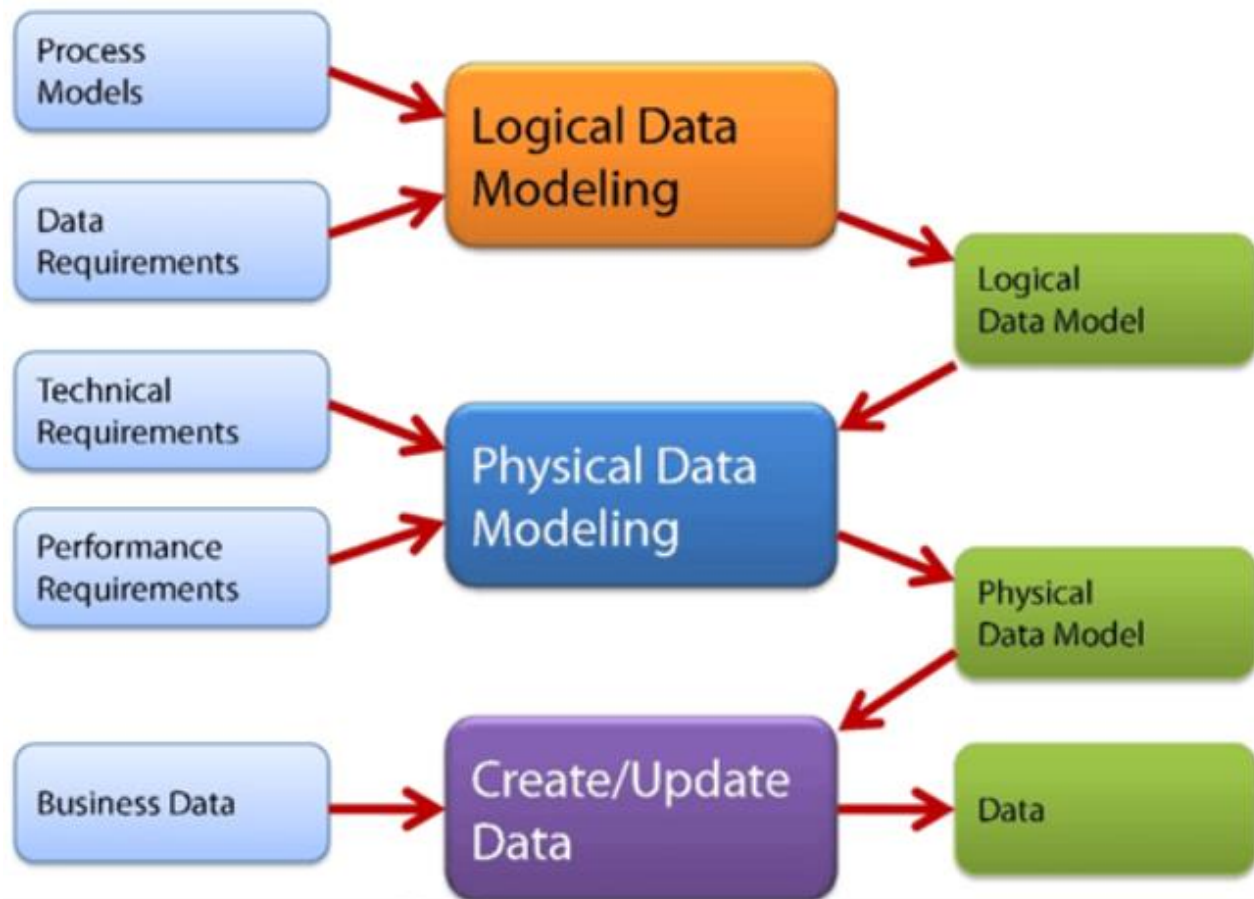 Process
Models
Logical Data
Modeling
Data
Requirements
Logical
Data Model
Technical
Requirements
Physical Data
Modeling
Performance
Requirements
Physical
Data Model
Business Data
Create/Update
Data
Data